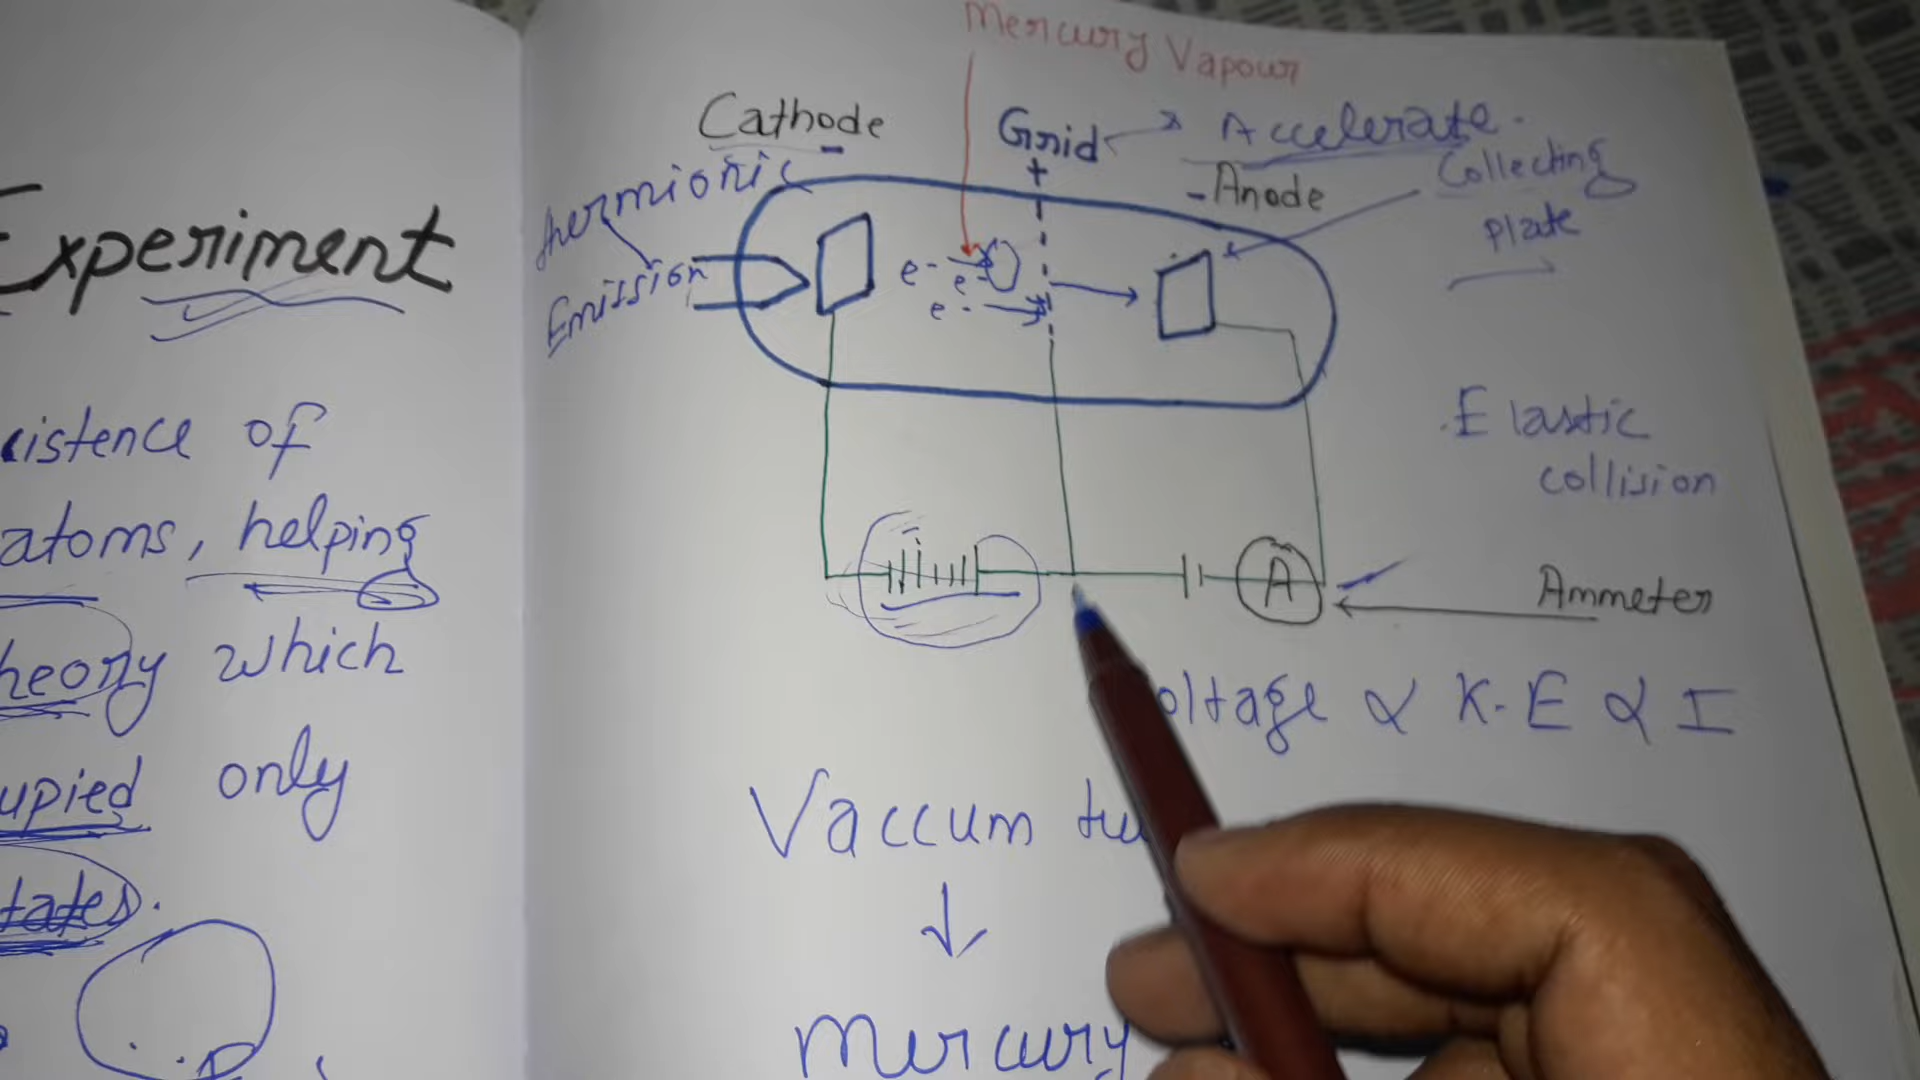 Experiment
istence of
atoms, helping
heory which
upied only
tates.
Mercury Vapour
Cathode
Grid
Accelerate.
+
- Anode
Collecting
plate
thermionic
Emission
e-
e-
e-
Elastic
collision
A
Ammeter
oltage ∝ K.E ∝ I
Vaccum tu
Mercury